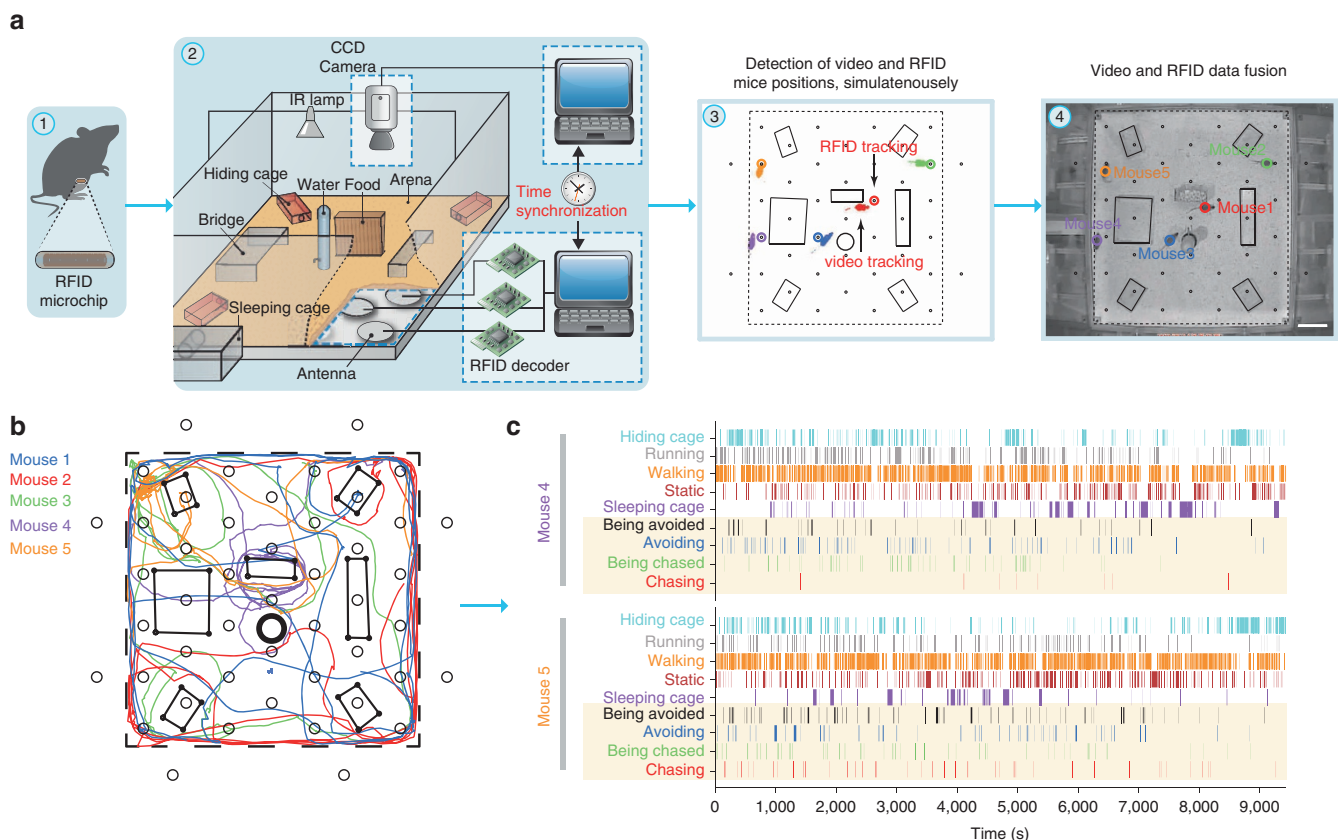 a
1
RFID
microchip
2
CCD
Camera
IR lamp
Hiding cage
Water Food
Arena
Bridge
Sleeping cage
Antenna
RFID decoder
Time
synchronization
Detection of video and RFID
mice positions, simulatenousely
3
RFID tracking
video tracking
Video and RFID data fusion
4
Mouse2
Mouse5
Mouse1
Mouse4
Mouse3
b
Mouse 1
Mouse 2
Mouse 3
Mouse 4
Mouse 5
c
Mouse 4
Hiding cage
Running
Walking
Static
Sleeping cage
Being avoided
Avoiding
Being chased
Chasing
Mouse 5
Hiding cage
Running
Walking
Static
Sleeping cage
Being avoided
Avoiding
Being chased
Chasing
0 1,000 2,000 3,000 4,000 5,000 6,000 7,000 8,000 9,000
Time (s)